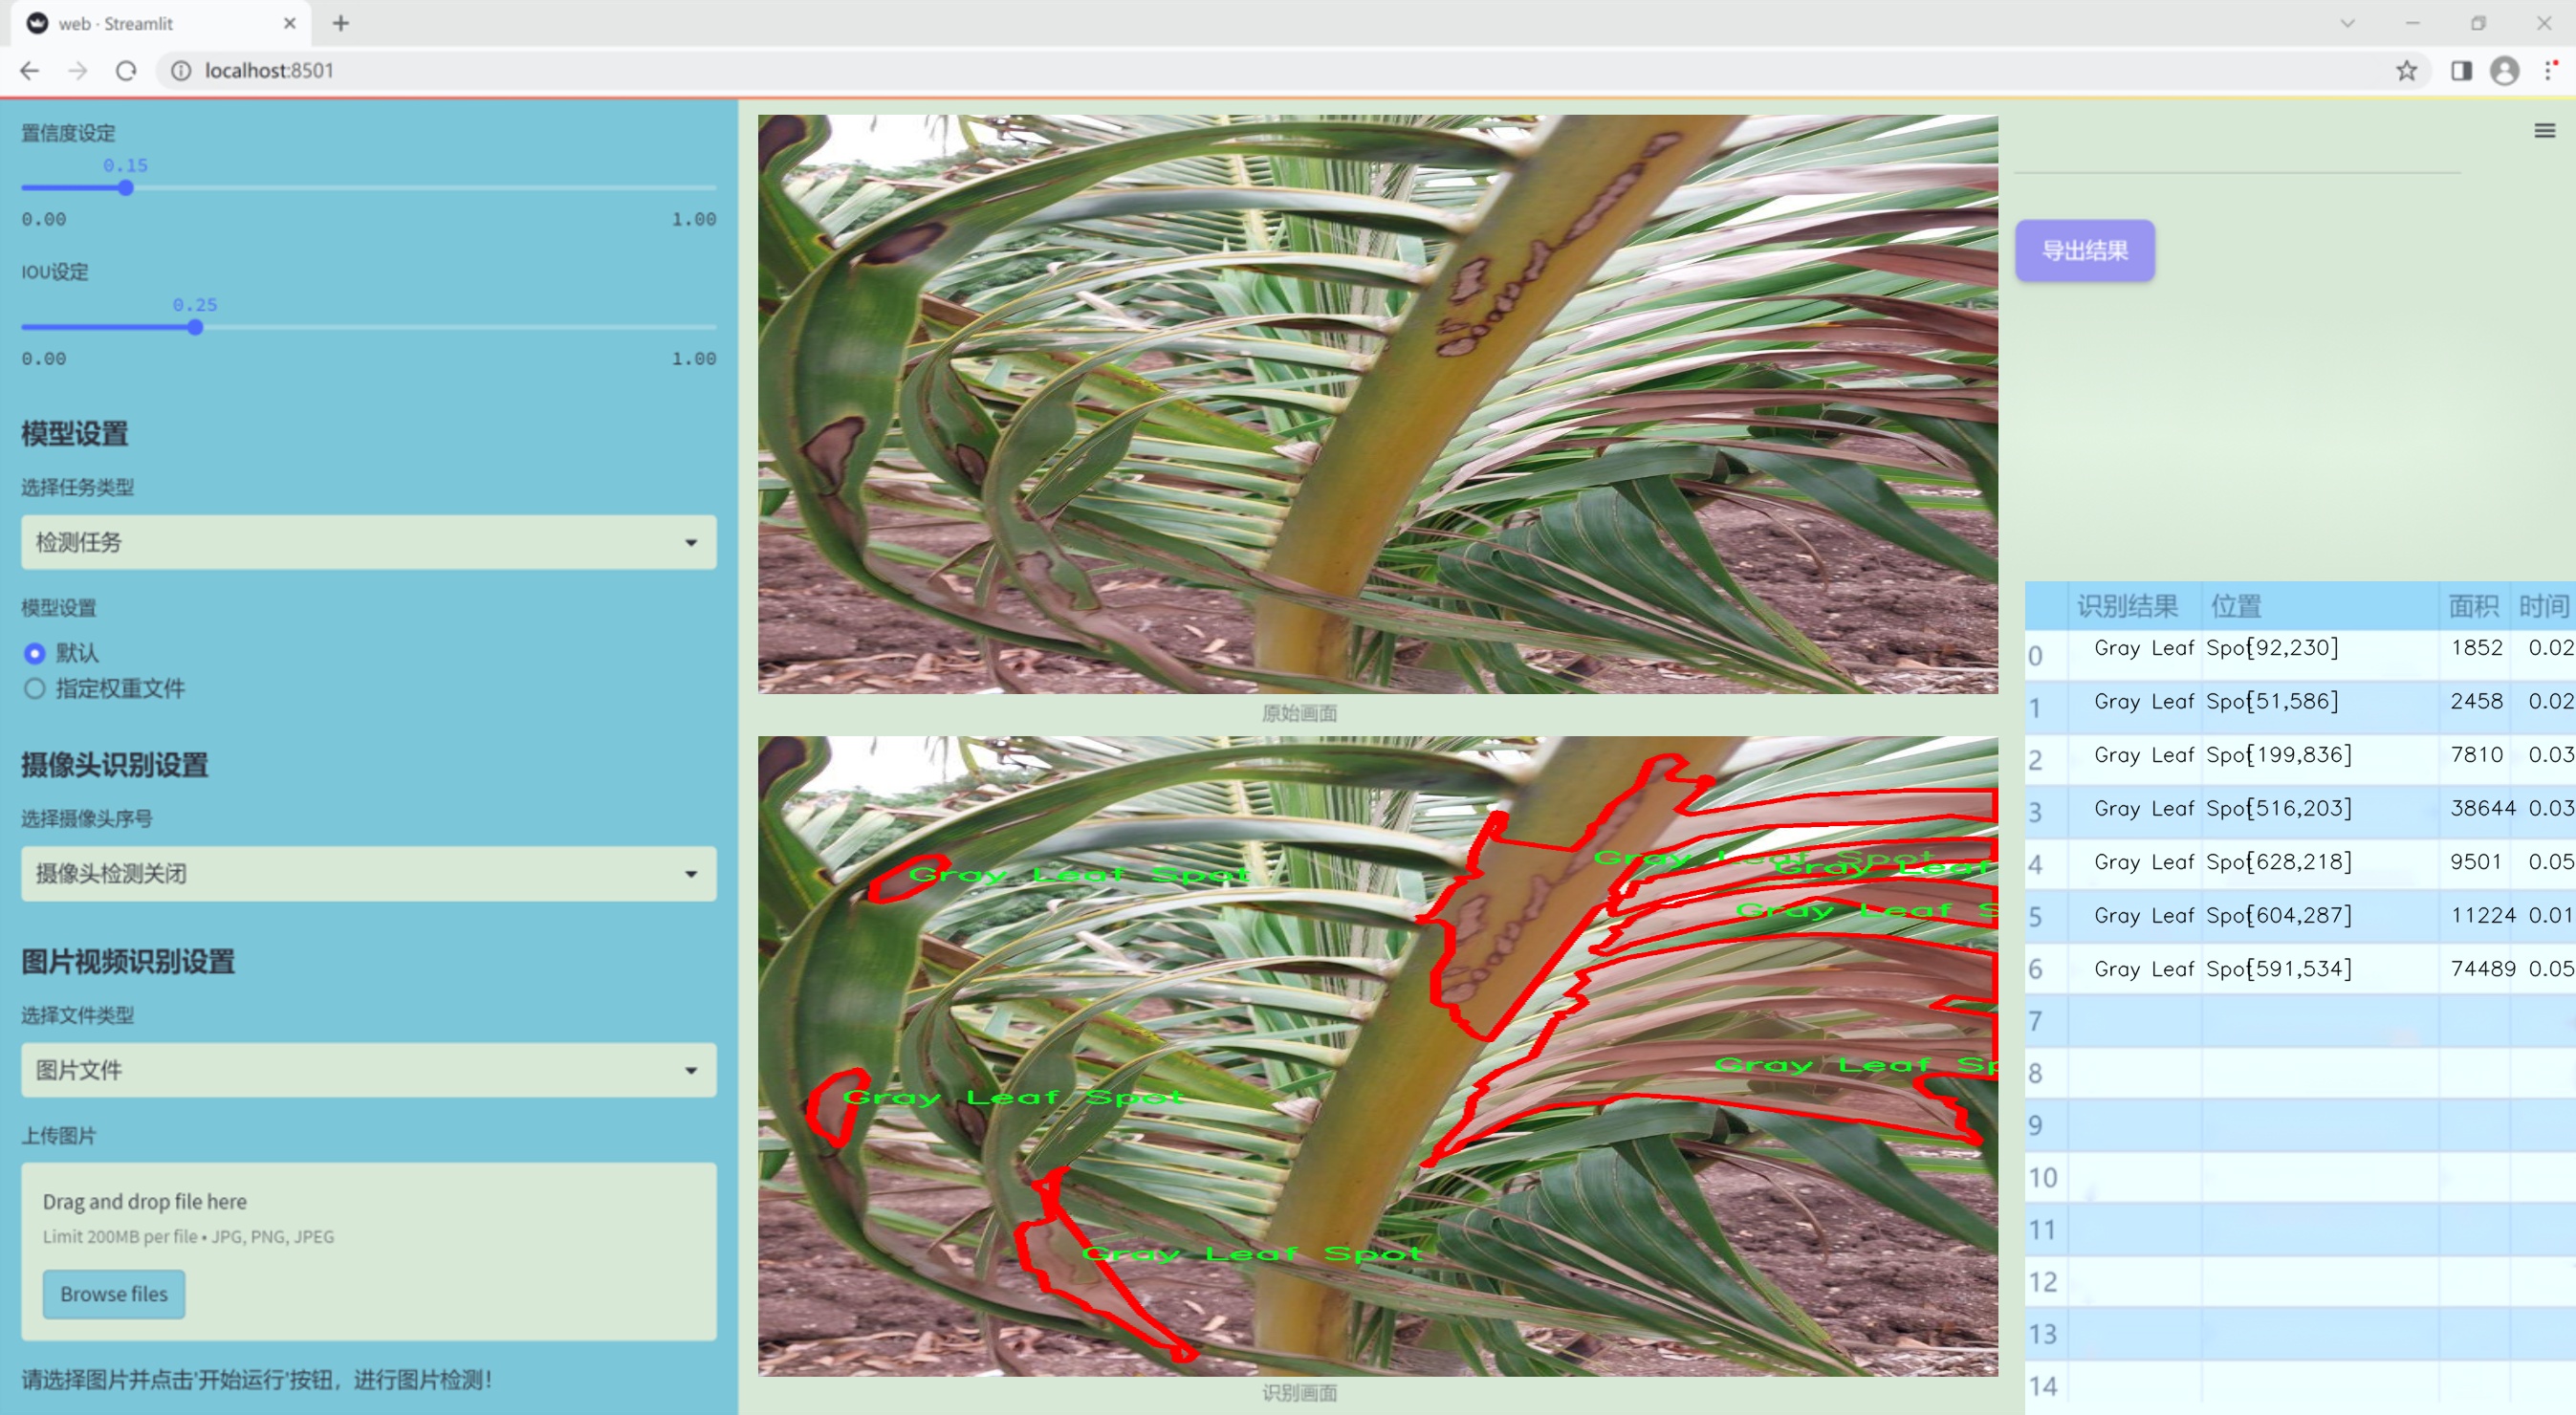 web · Streamlit
localhost:8501
置信度设定
0.15
0.00 1.00
IOU设定
0.25
0.00 1.00
模型设置
选择任务类型
检测任务
模型设置
默认
指定权重文件
摄像头识别设置
选择摄像头序号
摄像头检测关闭
图片视频识别设置
选择文件类型
图片文件
上传图片
Drag and drop file here
Limit 200MB per file • JPG, PNG, JPEG
Browse files
请选择图片并点击'开始运行'按钮，进行图片检测！
原始画面
Gray Leaf Spot
Gray Leaf
Gray Leaf Spot
Gray Leaf S
Gray Leaf Sp
Gray Leaf Spot
Gray Leaf Spot
识别画面
导出结果
识别结果 位置 面积 时间
0 Gray Leaf Spot[92,230] 1852 0.02
1 Gray Leaf Spot[51,586] 2458 0.02
2 Gray Leaf Spot[199,836] 7810 0.03
3 Gray Leaf Spot[516,203] 38644 0.03
4 Gray Leaf Spot[628,218] 9501 0.05
5 Gray Leaf Spot[604,287] 11224 0.01
6 Gray Leaf Spot[591,534] 74489 0.05
7
8
9
10
11
12
13
14